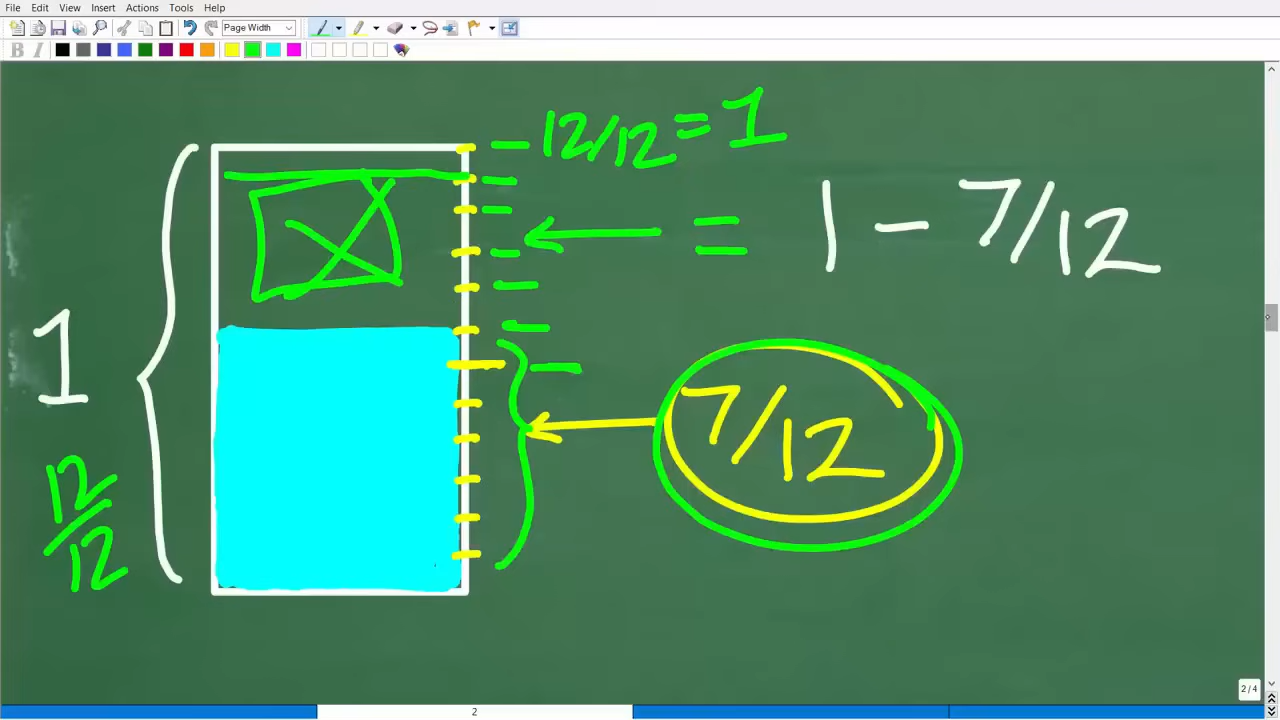 File Edit View Insert Actions Tools Help
Page Width
B I
12/12 = 1
= 1 - 7/12
1
7/12
12/12
2 / 4
2